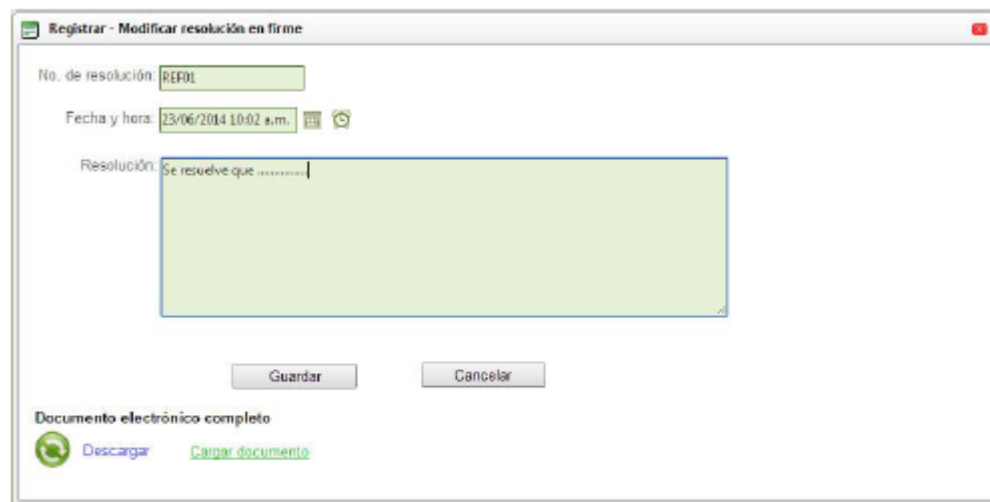 Registrar - Modificar resolución en firme
No. de resolución: REF01
Fecha y hora: 23/06/2014 10:02 a.m.
Resolución: Se resuelve que .............
Guardar Cancelar
Documento electrónico completo
Descargar Cargar documento